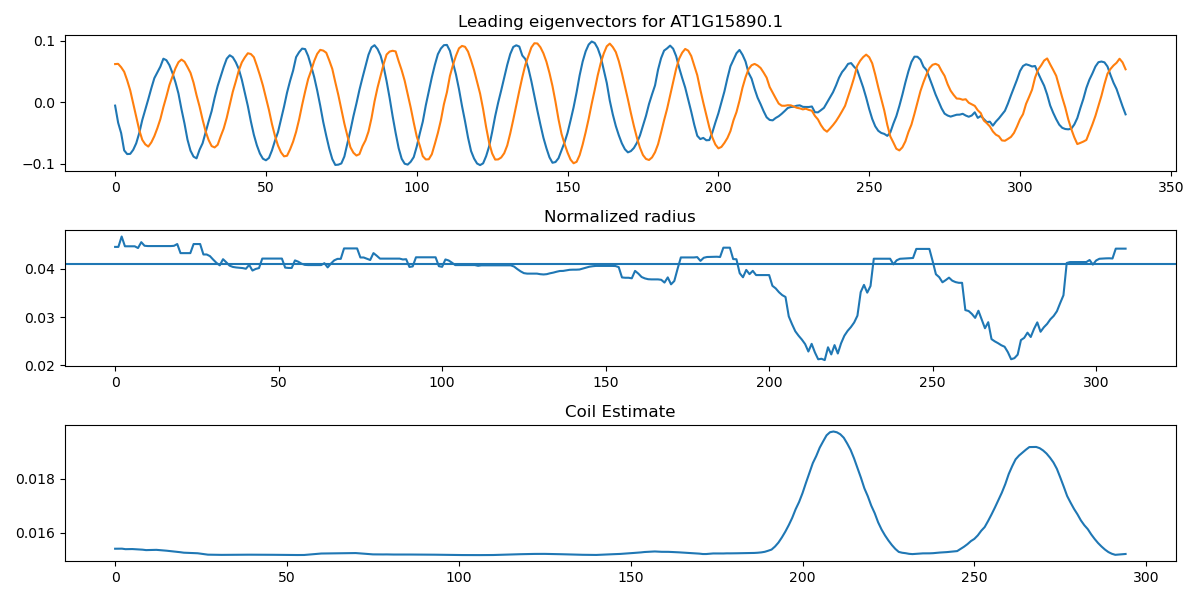 Leading eigenvectors for AT1G15890.1
0.1
0.0
−0.1
0 50 100 150 200 250 300 350
Normalized radius
0.04
0.03
0.02
0 50 100 150 200 250 300
Coil Estimate
0.018
0.016
0 50 100 150 200 250 300